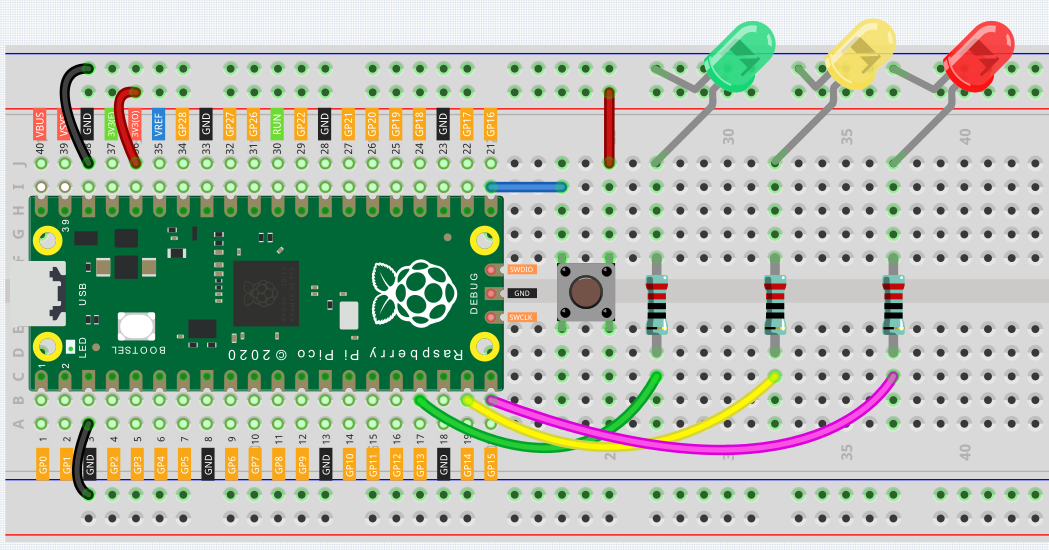 30 35 40
VBUS VSYS GND 3V3(E) 3V3(O) VREF GP28 GND GP27 GP26 RUN GP22 GND GP21 GP20 GP19 GP18 GND GP17 GP16
40 39 38 37 36 35 34 33 32 31 30 29 28 27 26 25 24 23 22 21
J
I
H
G
F
39
USB
DEBUG
SWDIO
GND
SWCLK
E
D
C
B
A
1
2
LED
BOOTSEL
Raspberry Pi Pico © 2020
1 2 3 4 5 6 7 8 9 10 11 12 13 14 15 16 17 18 19 20
GP0 GP1 GND GP2 GP3 GP4 GP5 GND GP6 GP7 GP8 GP9 GND GP10 GP11 GP12 GP13 GND GP14 GP15
35 40